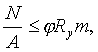 N/A ≤ φR_y m,